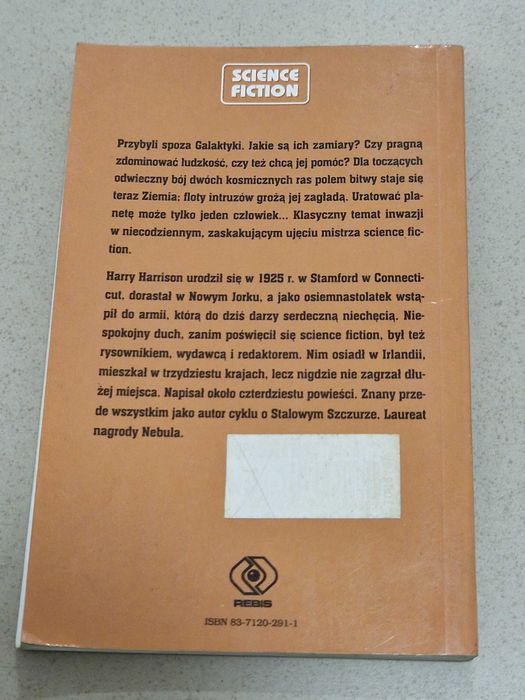 SCIENCE
FICTION
Przybyli spoza Galaktyki. Jakie są ich zamiary? Czy pragną
zdominować ludzkość, czy też chcą jej pomóc? Dla toczących
odwieczny bój dwóch kosmicznych ras polem bitwy staje się
teraz Ziemia; floty intruzów grożą jej zagładą. Uratować pla-
netę może tylko jeden człowiek... Klasyczny temat inwazji
w niecodziennym, zaskakującym ujęciu mistrza science fic-
tion.
Harry Harrison urodził się w 1925 r. w Stamford w Connecti-
cut, dorastał w Nowym Jorku, a jako osiemnastolatek wstą-
pił do armii, którą do dziś darzy serdeczną niechęcią. Nie-
spokojny duch, zanim poświęcił się science fiction, był też
rysownikiem, wydawcą i redaktorem. Nim osiadł w Irlandii,
mieszkał w trzydziestu krajach, lecz nigdzie nie zagrzał dłu-
żej miejsca. Napisał około czterdziestu powieści. Znany prze-
de wszystkim jako autor cyklu o Stalowym Szczurze. Laureat
nagrody Nebula.
REBIS
ISBN 83-7120-291-1